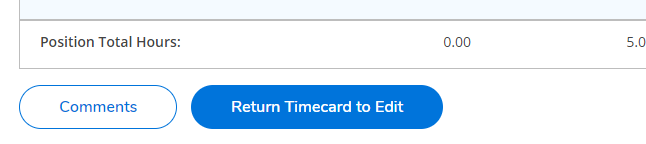 Position Total Hours: 0.00 5.0
Comments Return Timecard to Edit